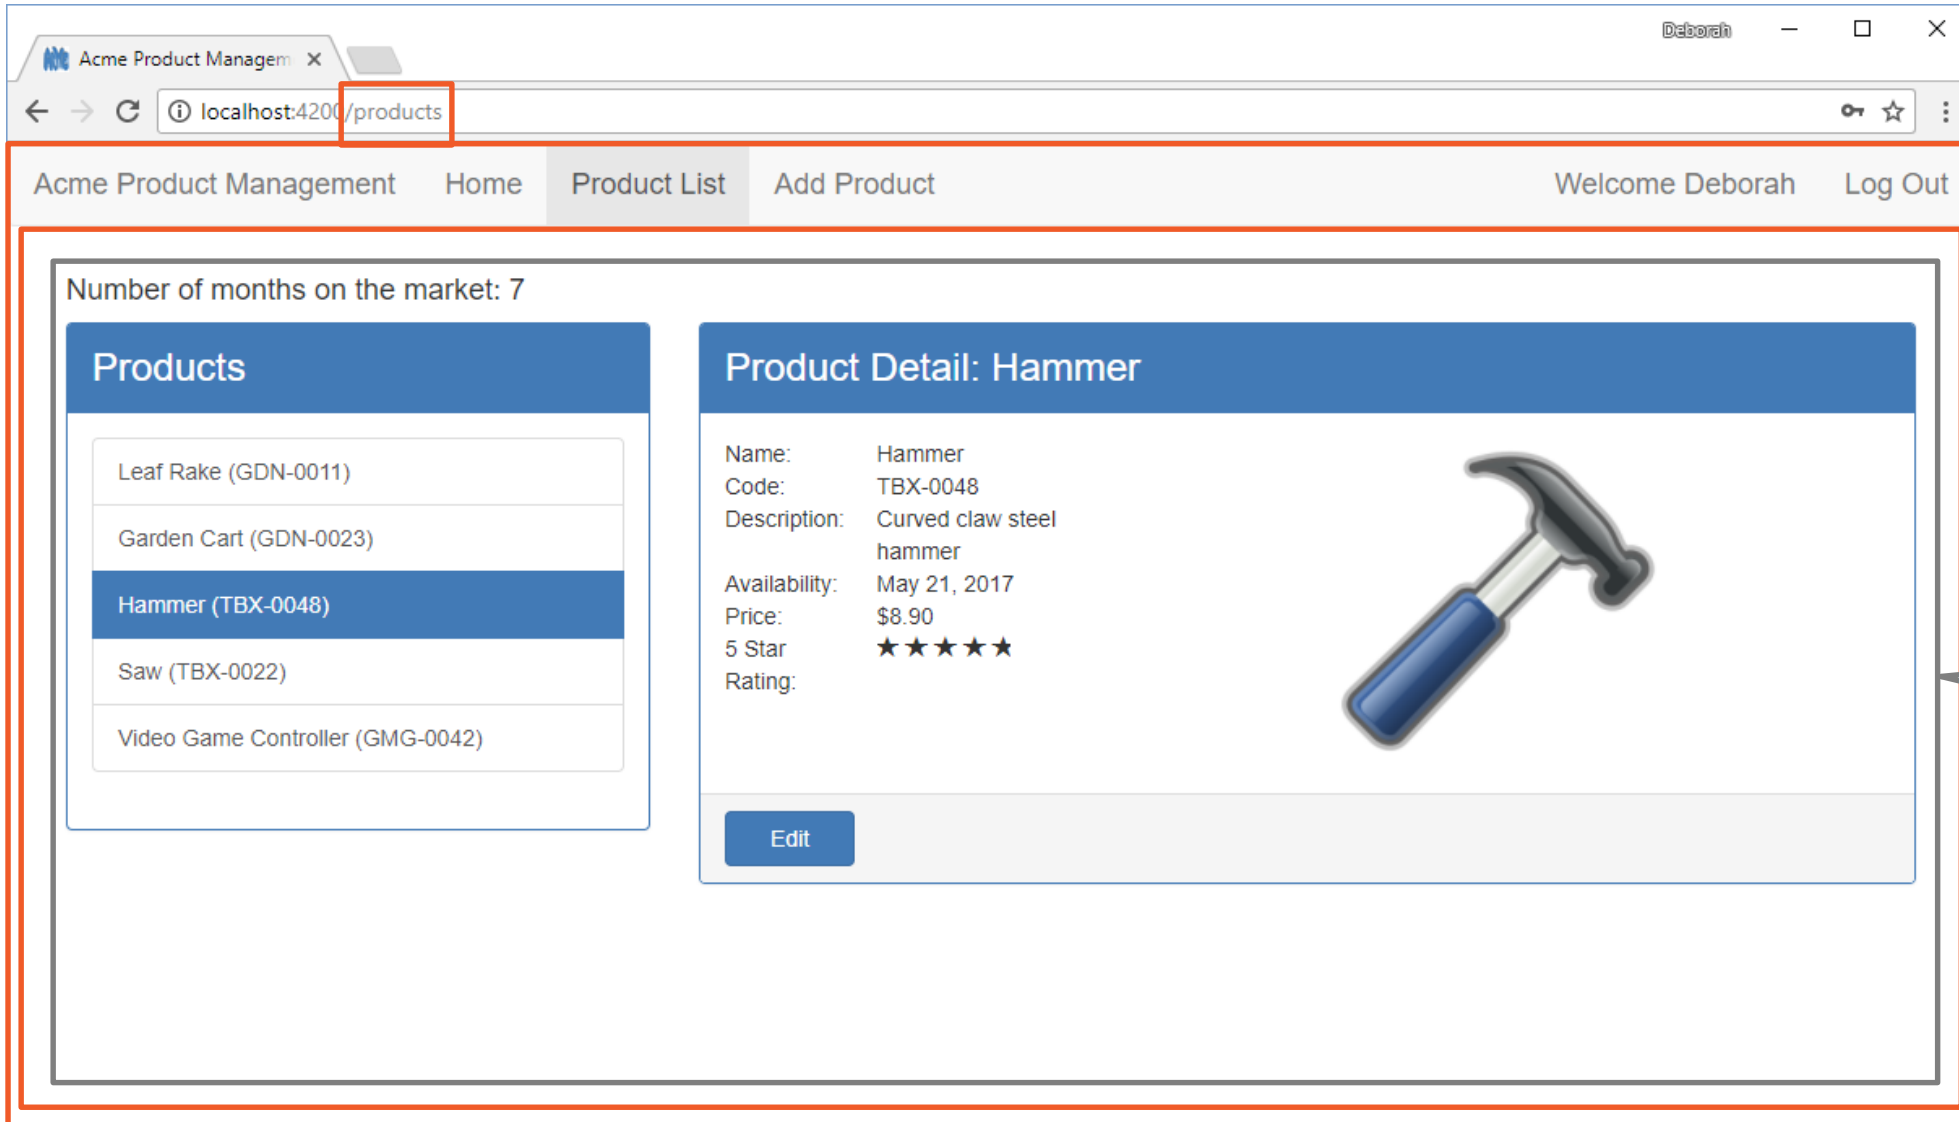 Deborah
Acme Product Managem
localhost:4200/products
Acme Product Management Home Product List Add Product Welcome Deborah Log Out
Number of months on the market: 7
Products
Leaf Rake (GDN-0011)
Garden Cart (GDN-0023)
Hammer (TBX-0048)
Saw (TBX-0022)
Video Game Controller (GMG-0042)
Product Detail: Hammer
Name: Hammer
Code: TBX-0048
Description: Curved claw steel
hammer
Availability: May 21, 2017
Price: $8.90
5 Star
Rating:
Edit